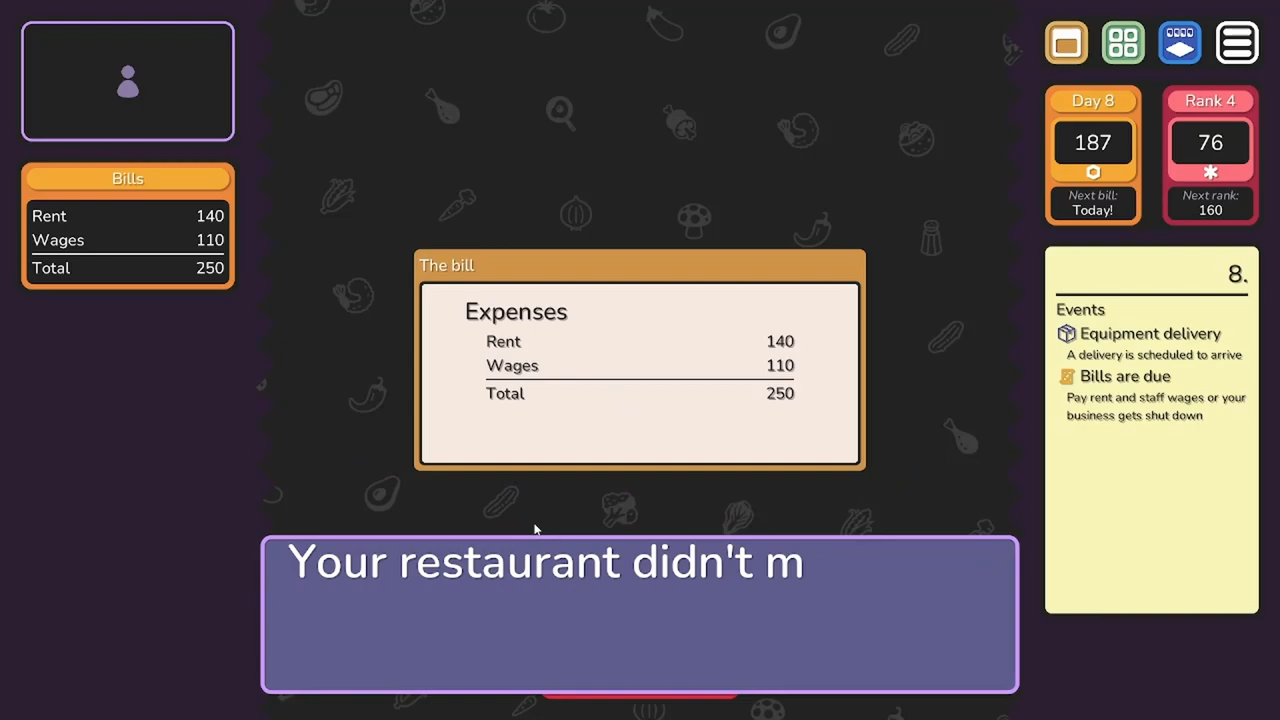 Bills
Rent 140
Wages 110
Total 250
The bill
Expenses
Rent 140
Wages 110
Total 250
Your restaurant didn't m
Day 8
187
Next bill:
Today!
Rank 4
76
Next rank:
160
8.
Events
Equipment delivery
A delivery is scheduled to arrive
Bills are due
Pay rent and staff wages or your
business gets shut down